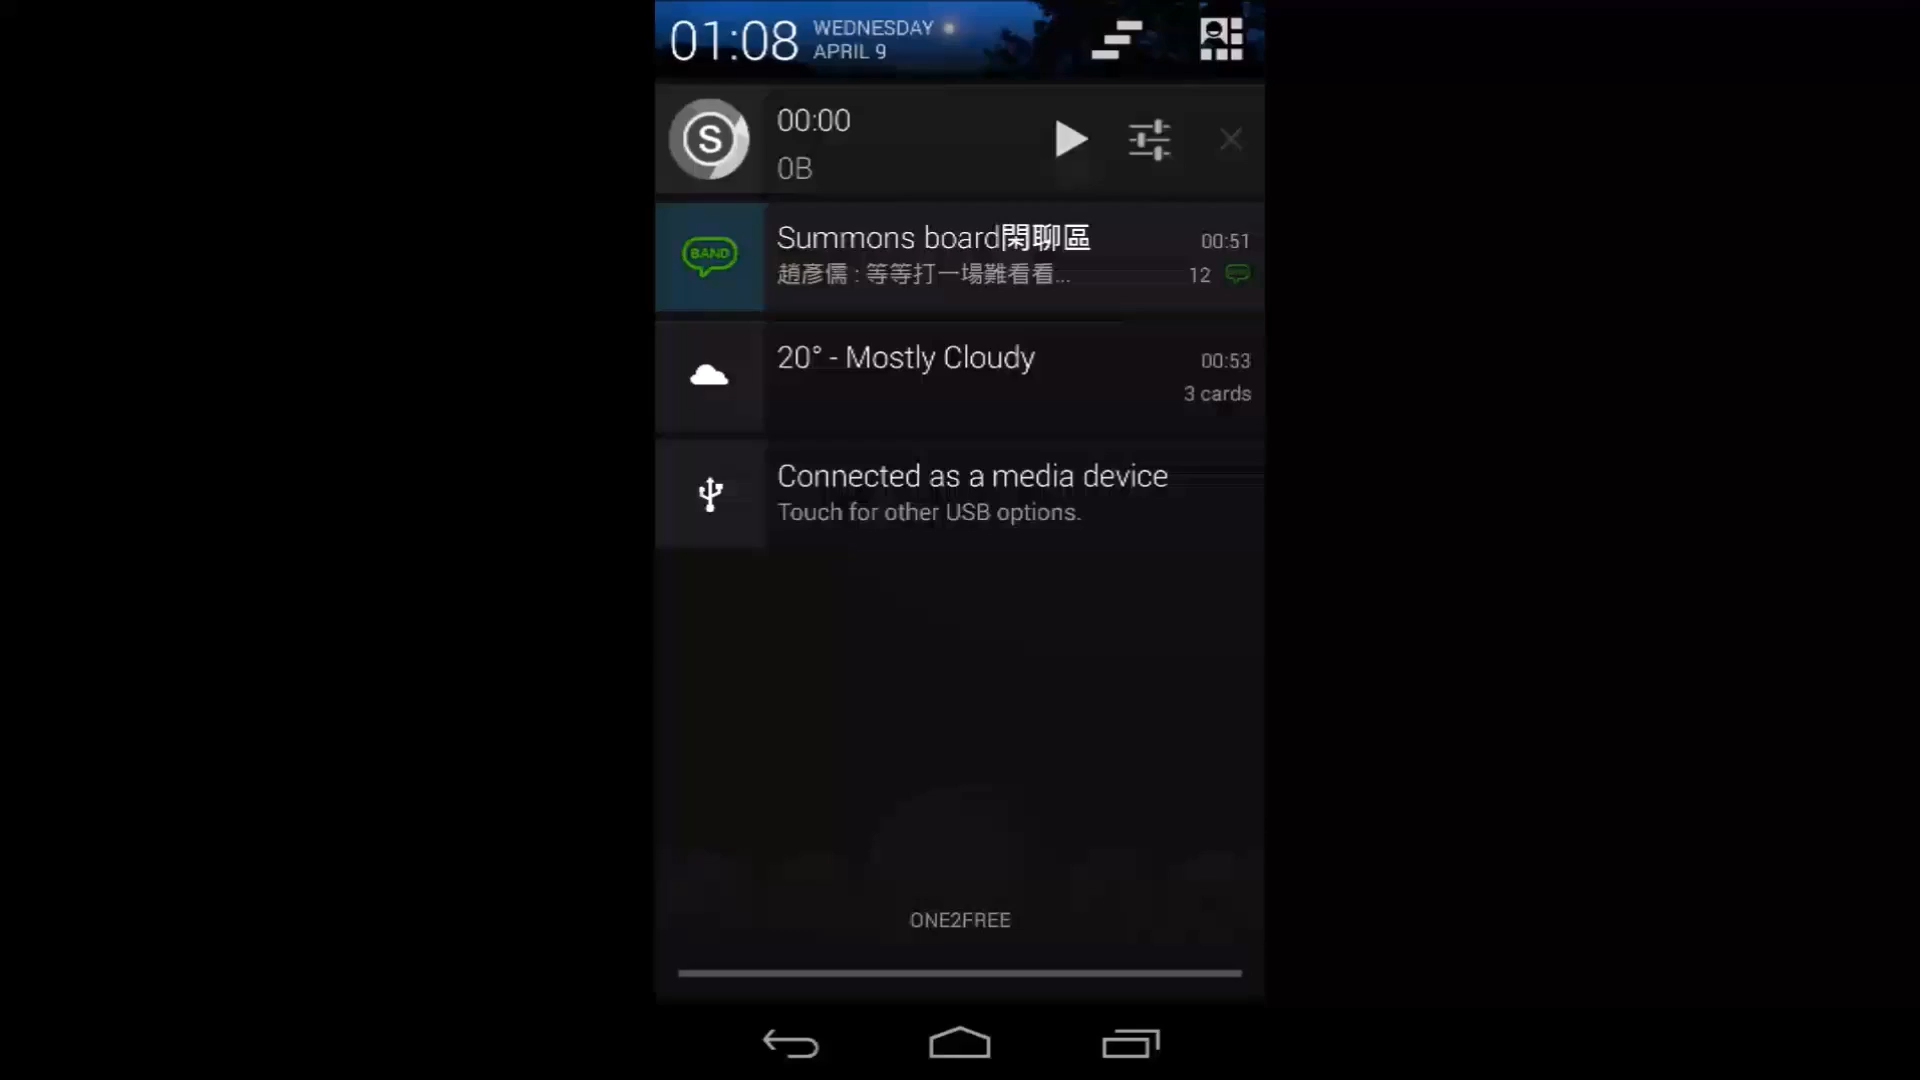 01:08
WEDNESDAY
APRIL 9
S
00:00
0B
BAND
Summons board閑聊區
00:51
趙彥儒 : 等等打一場難看看...
12
20° - Mostly Cloudy
00:53
3 cards
Connected as a media device
Touch for other USB options.
ONE2FREE